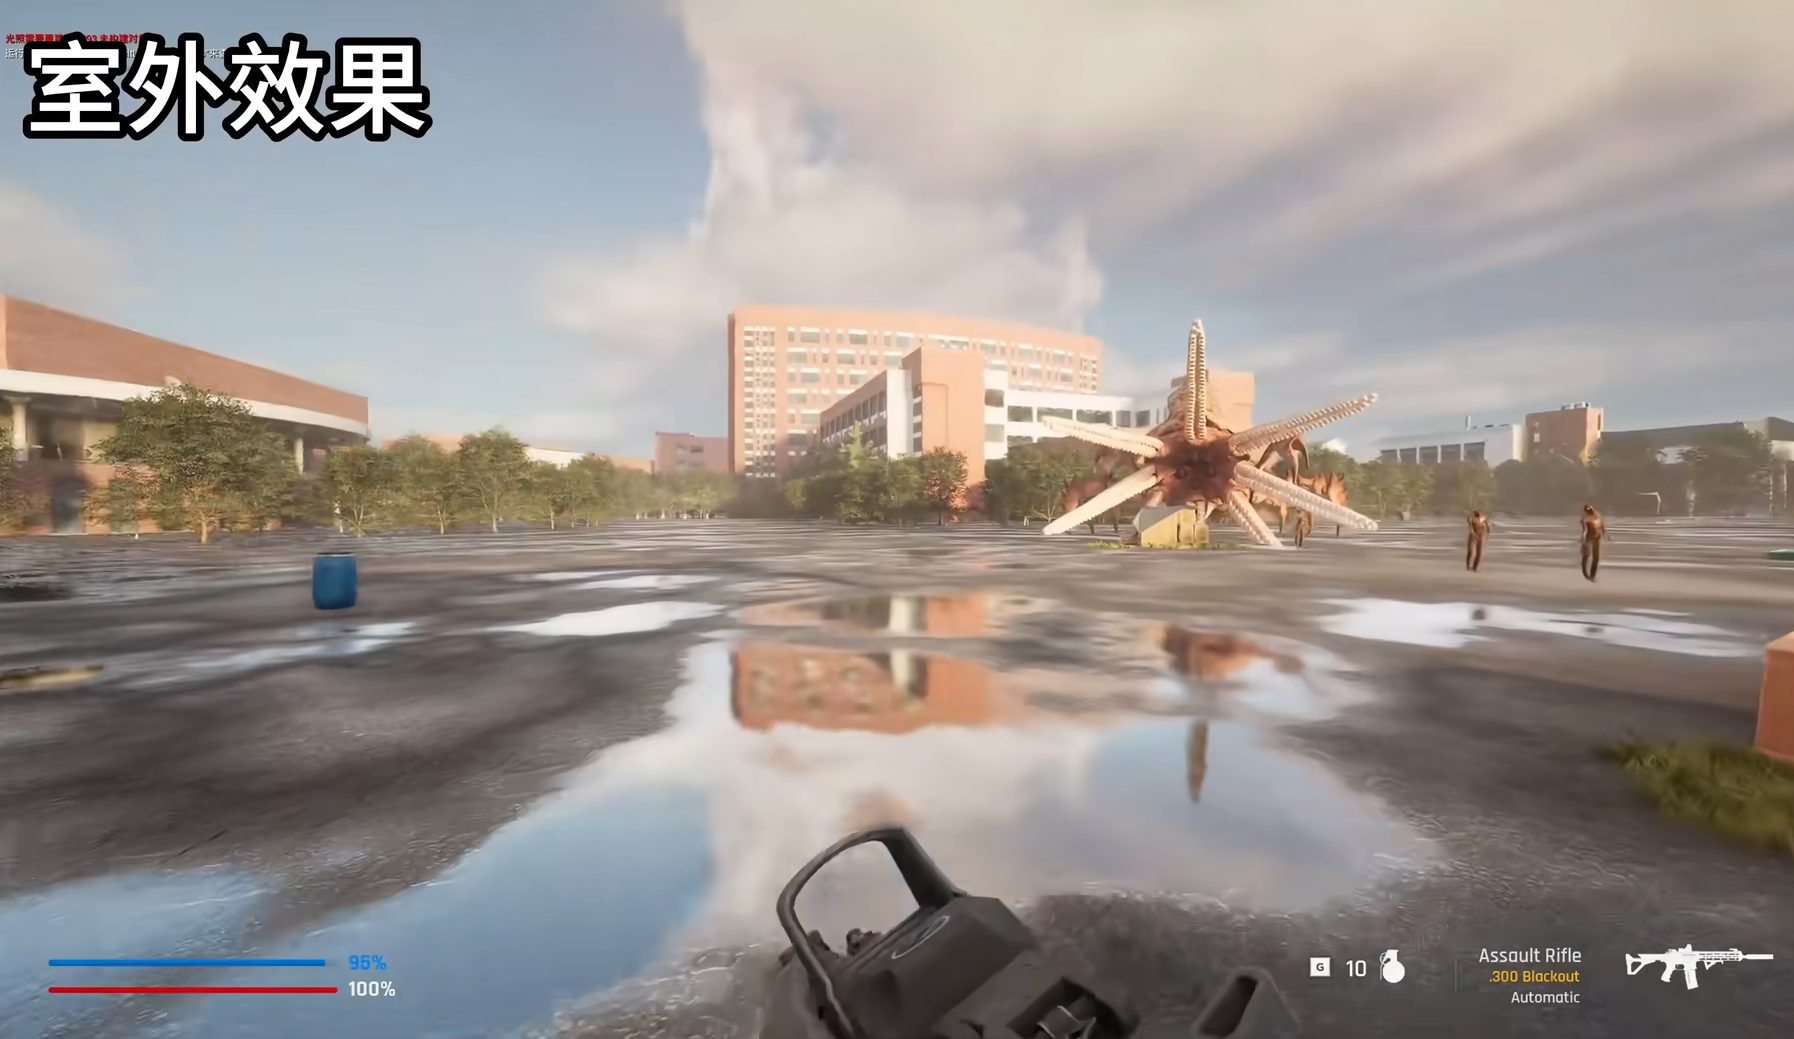 室外效果
95%
100%
G 10
Assault Rifle
.300 Blackout
Automatic